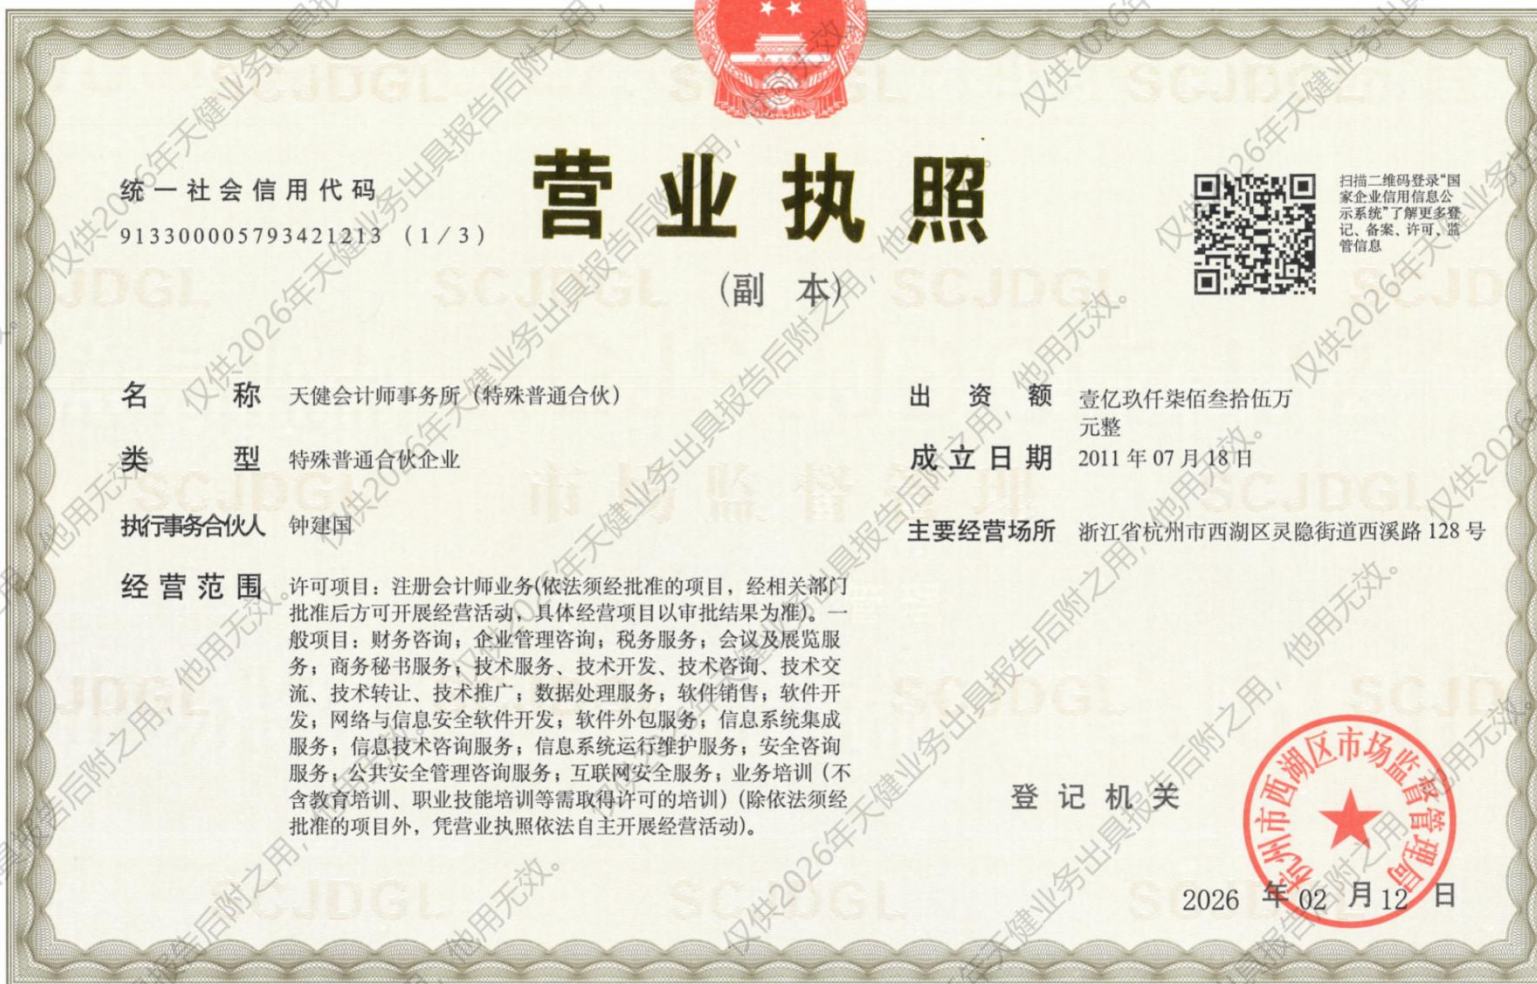 营业执照
（副 本）
统一社会信用代码
913300005793421213 （1/3）
扫描二维码登录“国
家企业信用信息公
示系统”了解更多登
记、备案、许可、监
管信息
名 称 天健会计师事务所（特殊普通合伙）
类 型 特殊普通合伙企业
执行事务合伙人 钟建国
经营范围 许可项目：注册会计师业务(依法须经批准的项目，经相关部门
批准后方可开展经营活动，具体经营项目以审批结果为准)。一
般项目：财务咨询；企业管理咨询；税务服务；会议及展览服
务；商务秘书服务；技术服务、技术开发、技术咨询、技术交
流、技术转让、技术推广；数据处理服务；软件销售；软件开
发；网络与信息安全软件开发；软件外包服务；信息系统集成
服务；信息技术咨询服务；信息系统运行维护服务；安全咨询
服务；公共安全管理咨询服务；互联网安全服务；业务培训（不
含教育培训、职业技能培训等需取得许可的培训）(除依法须经
批准的项目外，凭营业执照依法自主开展经营活动)。
出 资 额 壹亿玖仟柒佰叁拾伍万
元整
成立日期 2011年07月18日
主要经营场所 浙江省杭州市西湖区灵隐街道西溪路128号
登记机关
杭州市西湖区市场监督管理局
2026 年 02 月 12 日
仅供2026年天健业务出具报告后附之用，他用无效。
SCJDGL
市场监督管理